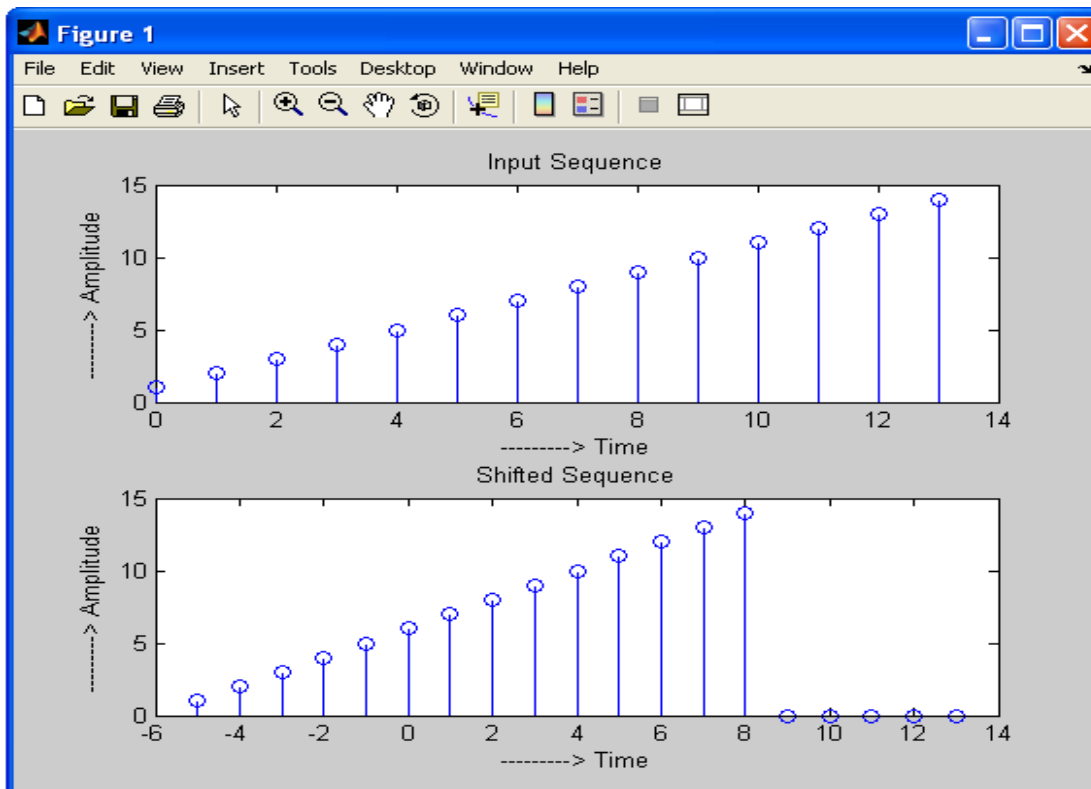 Figure 1
File Edit View Insert Tools Desktop Window Help
Input Sequence
15
10
5
0
--------> Amplitude
0 2 4 6 8 10 12 14
---------> Time
Shifted Sequence
15
10
5
0
--------> Amplitude
-6 -4 -2 0 2 4 6 8 10 12 14
---------> Time